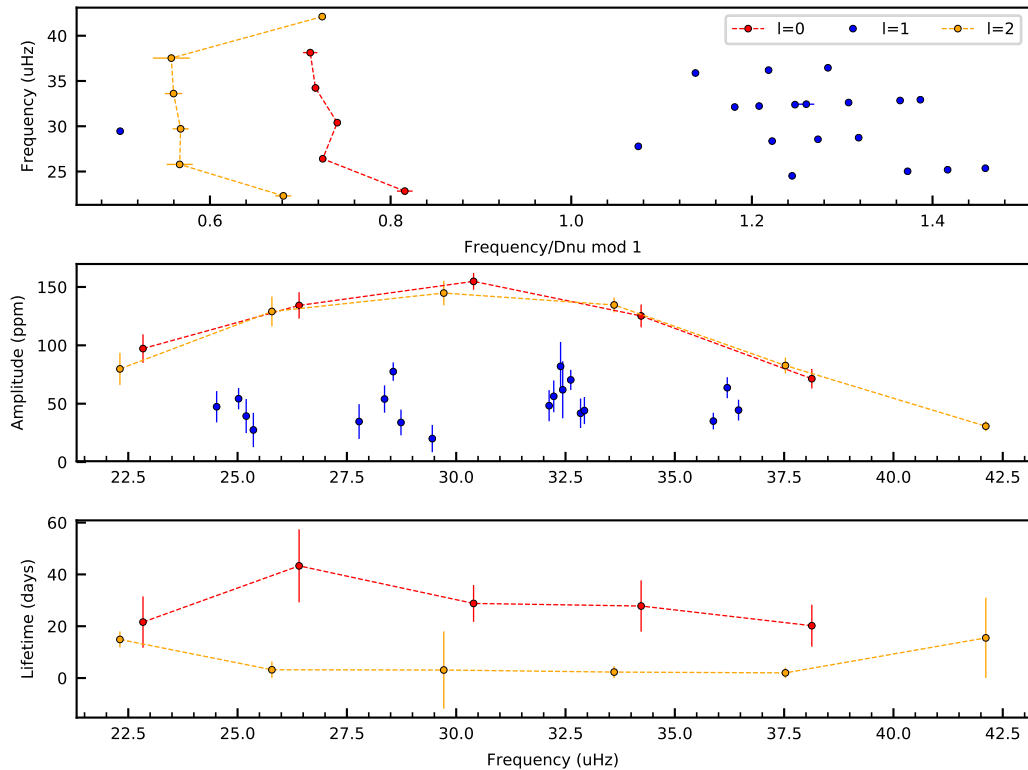 40
35
30
25
Frequency (uHz)
l=0 l=1 l=2
0.6 0.8 1.0 1.2 1.4
Frequency/Dnu mod 1
150
100
50
0
Amplitude (ppm)
22.5 25.0 27.5 30.0 32.5 35.0 37.5 40.0 42.5
60
40
20
0
Lifetime (days)
22.5 25.0 27.5 30.0 32.5 35.0 37.5 40.0 42.5
Frequency (uHz)